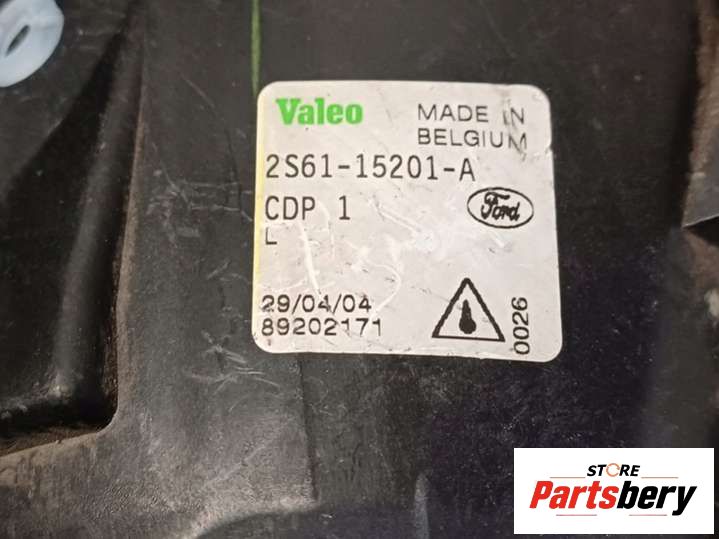 Valeo MADE IN
BELGIUM
2S61-15201-A
CDP 1 Ford
L
29/04/04
89202171
0026
STORE
Partsbery